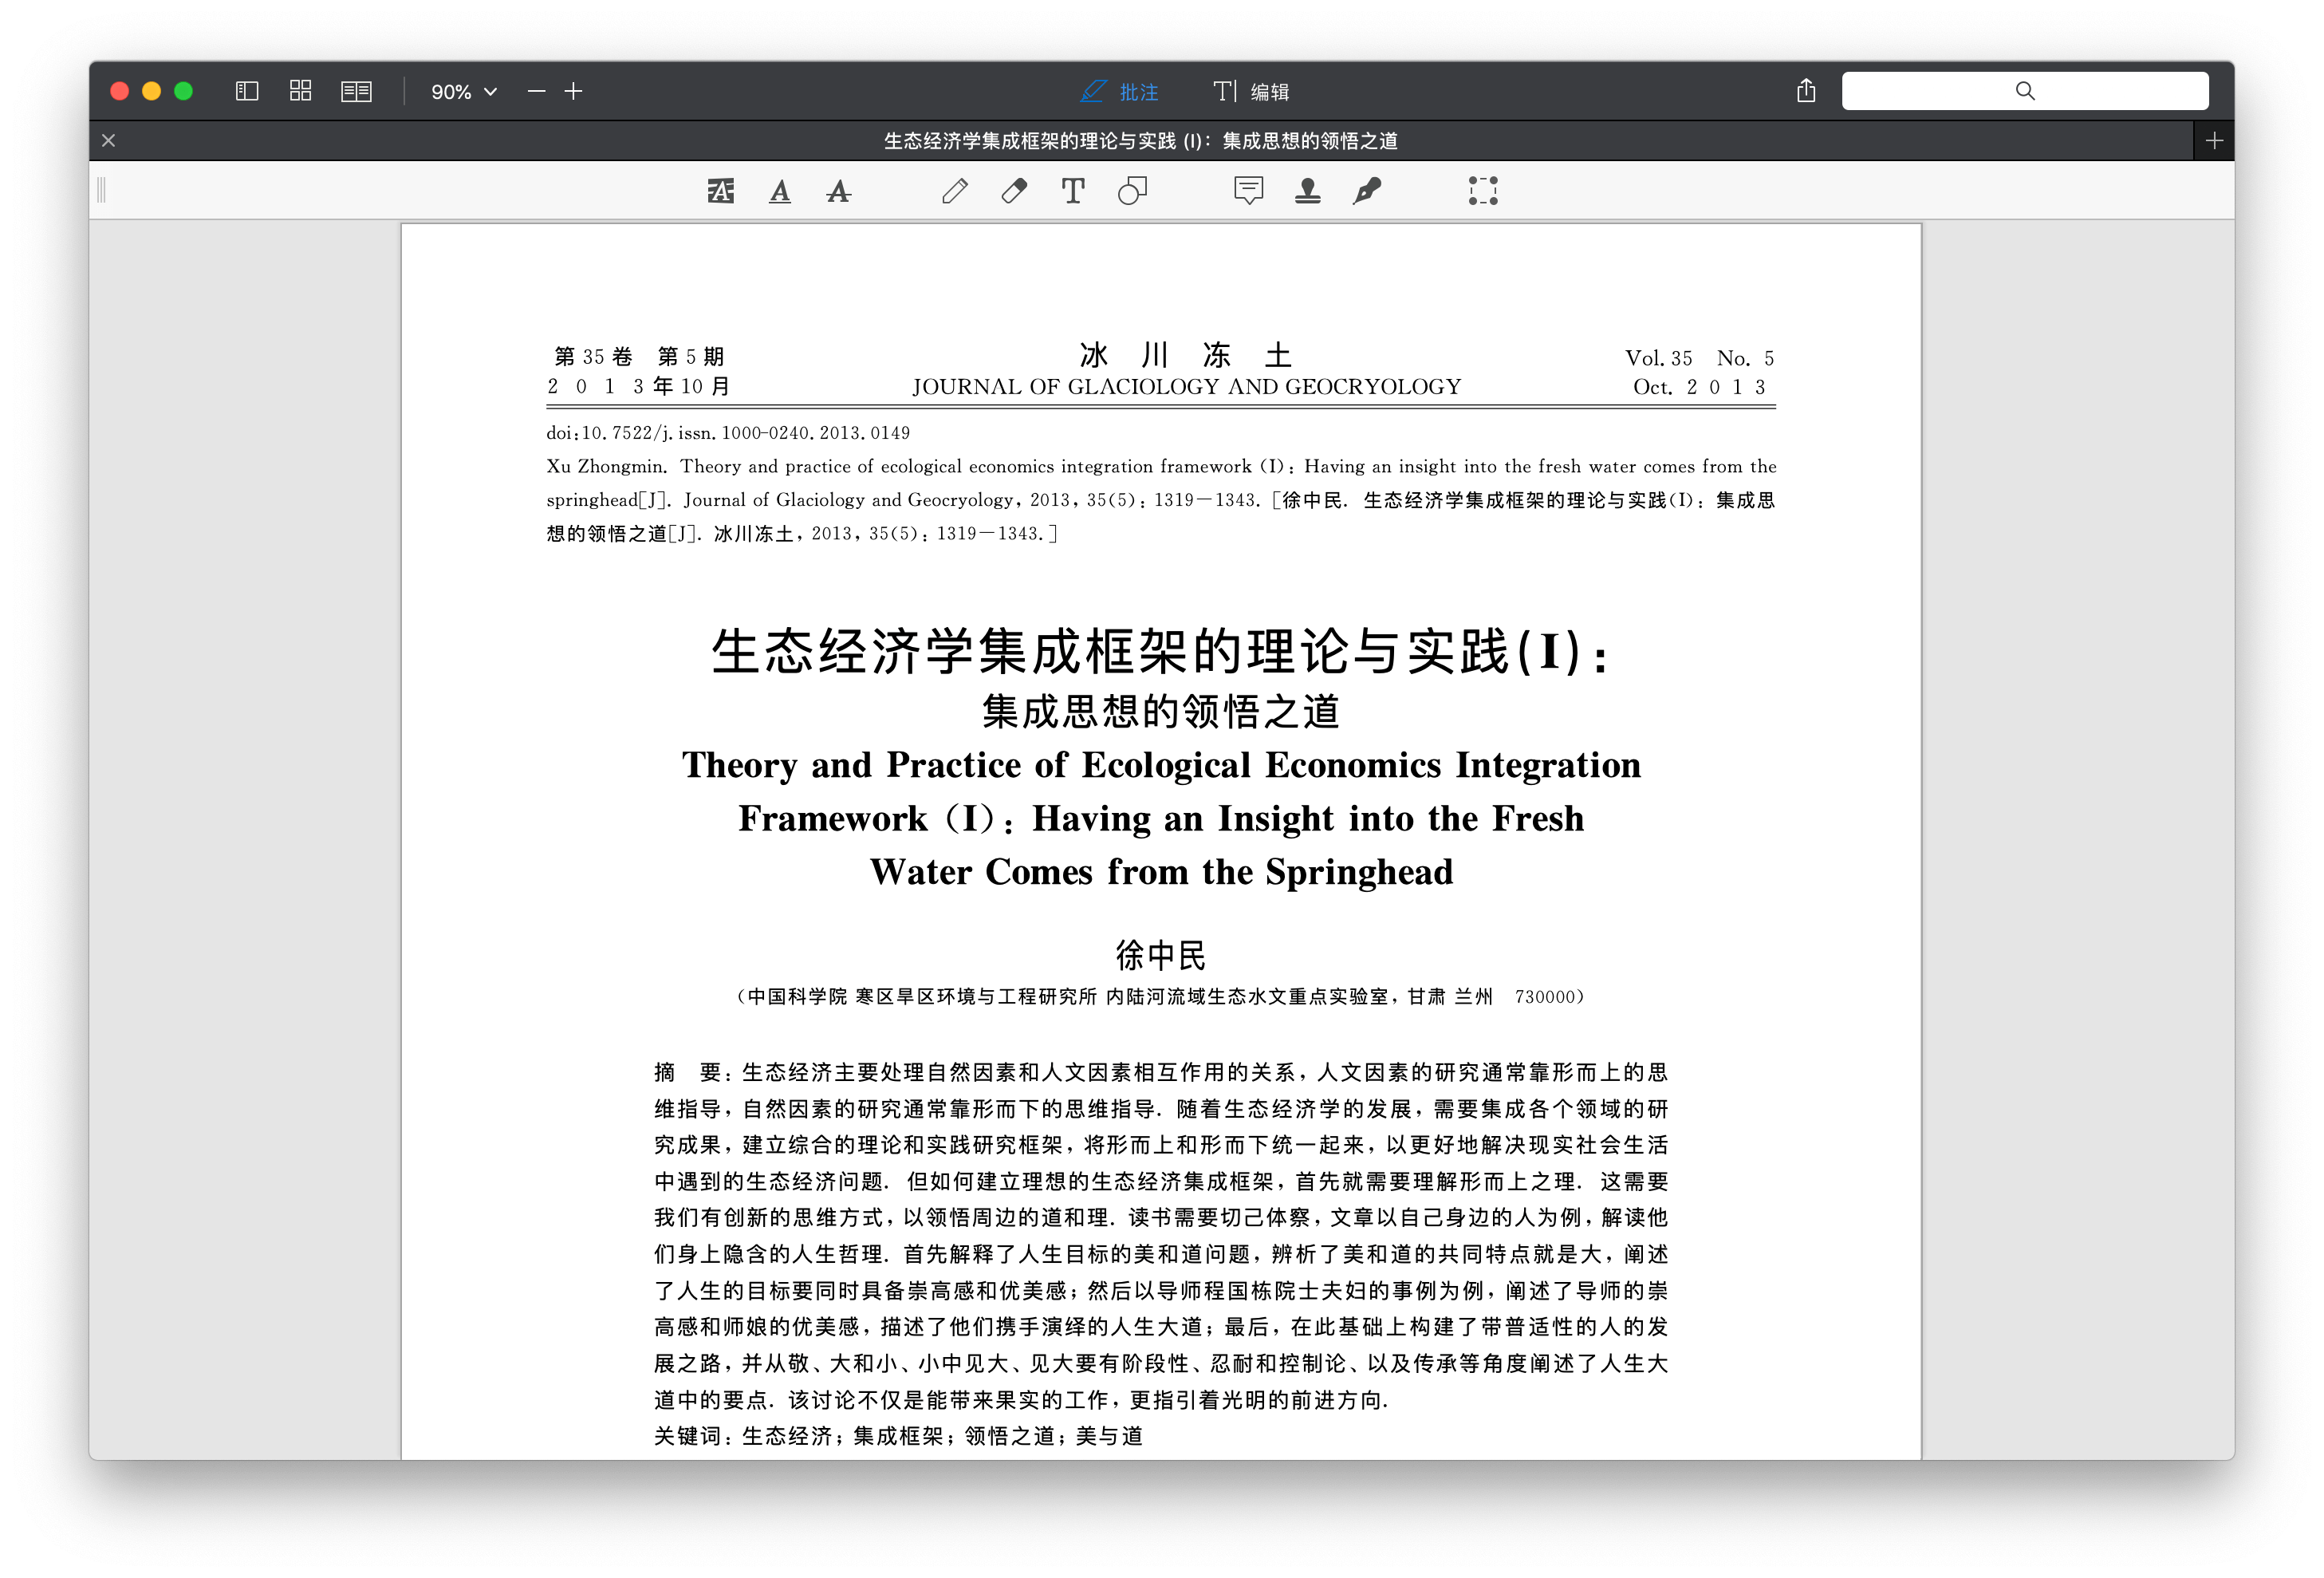 90%
批注
编辑
生态经济学集成框架的理论与实践 (I)：集成思想的领悟之道
第 35 卷 第 5 期
冰 川 冻 土
Vol. 35 No. 5
2 0 1 3 年 10 月
JOURNAL OF GLACIOLOGY AND GEOCRYOLOGY
Oct. 2 0 1 3
doi:10.7522/j.issn.1000-0240.2013.0149
Xu Zhongmin. Theory and practice of ecological economics integration framework (I): Having an insight into the fresh water comes from the
springhead[J]. Journal of Glaciology and Geocryology, 2013, 35(5): 1319－1343. [徐中民. 生态经济学集成框架的理论与实践(I): 集成思
想的领悟之道[J]. 冰川冻土, 2013, 35(5): 1319－1343.]
生态经济学集成框架的理论与实践(I):
集成思想的领悟之道
Theory and Practice of Ecological Economics Integration
Framework (I): Having an Insight into the Fresh
Water Comes from the Springhead
徐中民
(中国科学院 寒区旱区环境与工程研究所 内陆河流域生态水文重点实验室, 甘肃 兰州 730000)
摘 要: 生态经济主要处理自然因素和人文因素相互作用的关系, 人文因素的研究通常靠形而上的思
维指导, 自然因素的研究通常靠形而下的思维指导. 随着生态经济学的发展, 需要集成各个领域的研
究成果, 建立综合的理论和实践研究框架, 将形而上和形而下统一起来, 以更好地解决现实社会生活
中遇到的生态经济问题. 但如何建立理想的生态经济集成框架, 首先就需要理解形而上之理. 这需要
我们有创新的思维方式, 以领悟周边的道和理. 读书需要切己体察, 文章以自己身边的人为例, 解读他
们身上隐含的人生哲理. 首先解释了人生目标的美和道问题, 辨析了美和道的共同特点就是大, 阐述
了人生的目标要同时具备崇高感和优美感; 然后以导师程国栋院士夫妇的事例为例, 阐述了导师的崇
高感和师娘的优美感, 描述了他们携手演绎的人生大道; 最后, 在此基础上构建了带普适性的人的发
展之路, 并从敬、大和小、小中见大、见大要有阶段性、忍耐和控制论、以及传承等角度阐述了人生大
道中的要点. 该讨论不仅是能带来果实的工作, 更指引着光明的前进方向.
关键词: 生态经济; 集成框架; 领悟之道; 美与道